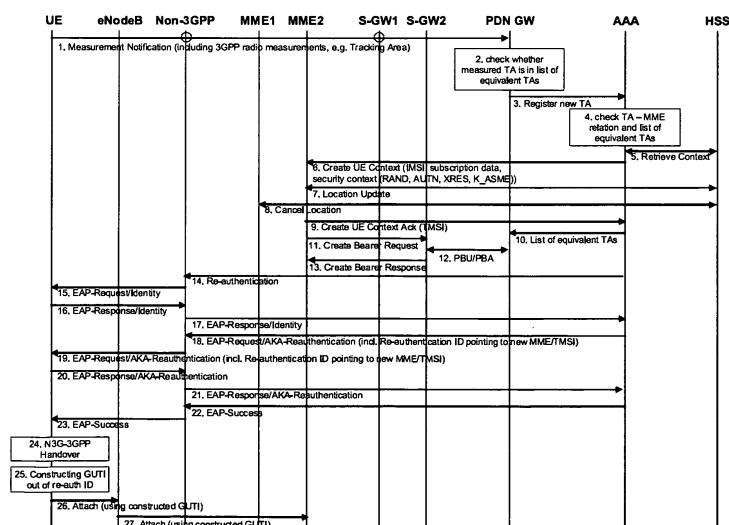 UE eNodeB Non-3GPP MME1 MME2 S-GW1 S-GW2 PDN GW AAA HSS
1. Measurement Notification (including 3GPP radio measurements, e.g. Tracking Area)
2. check whether
measured TA is in list of
equivalent TAs
3. Register new TA
4. check TA – MME
relation and list of
equivalent TAs
5. Retrieve Context
6. Create UE Context (IMSI, subscription data,
security context (RAND, AUTN, XRES, K_ASME))
7. Location Update
8. Cancel Location
9. Create UE Context Ack (TMSI)
10. List of equivalent TAs
11. Create Bearer Request
12. PBU/PBA
13. Create Bearer Response
14. Re-authentication
15. EAP-Request/Identity
16. EAP-Response/Identity
17. EAP-Response/Identity
18. EAP-Request/AKA-Reauthentication (incl. Re-authentication ID pointing to new MME/TMSI)
19. EAP-Request/AKA-Reauthentication (incl. Re-authentication ID pointing to new MME/TMSI)
20. EAP-Response/AKA-Reauthentication
21. EAP-Response/AKA-Reauthentication
22. EAP-Success
23. EAP-Success
24. N3G-3GPP
Handover
25. Constructing GUTI
out of re-auth ID
26. Attach (using constructed GUTI)
27. Attach (using constructed GUTI)